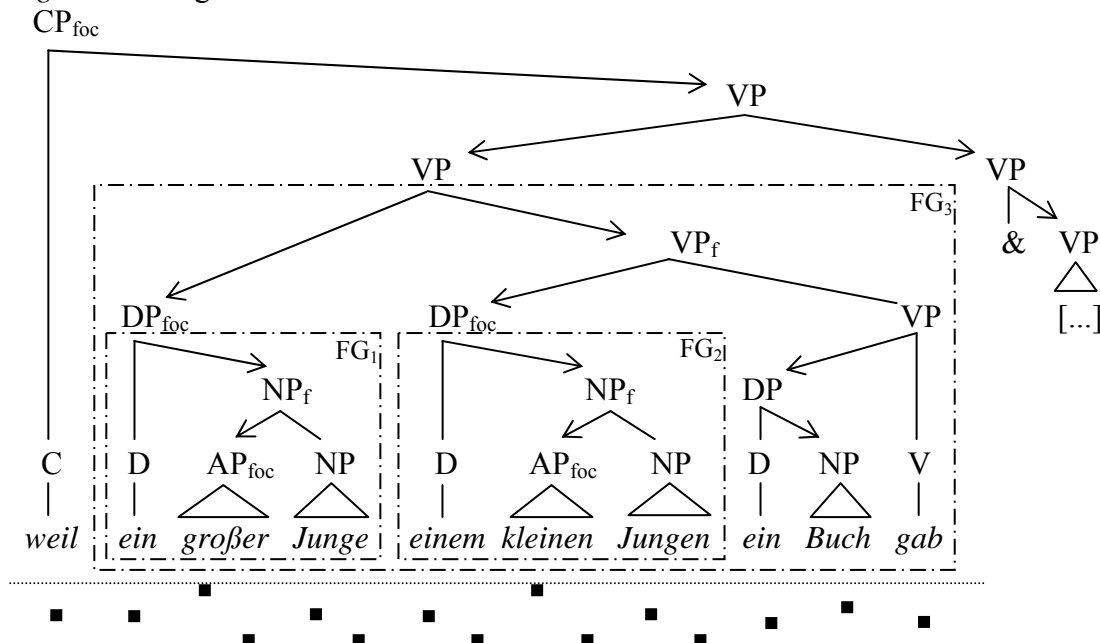 CPfoc
VP
VP VP
FG3
VPf & VP
DPfoc DPfoc VP [...]
FG1 FG2
NPf NPf DP
C D APfoc NP D APfoc NP D NP V
weil ein großer Junge einem kleinen Jungen ein Buch gab